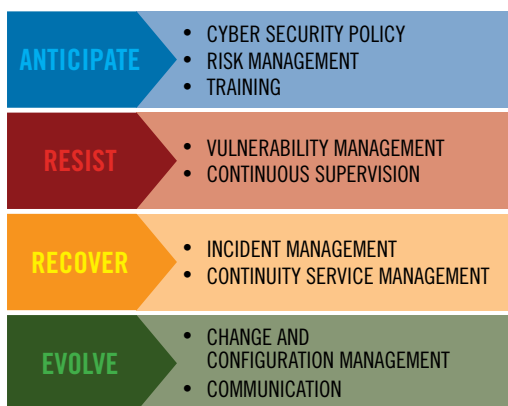 ANTICIPATE
• CYBER SECURITY POLICY
• RISK MANAGEMENT
• TRAINING
RESIST
• VULNERABILITY MANAGEMENT
• CONTINUOUS SUPERVISION
RECOVER
• INCIDENT MANAGEMENT
• CONTINUITY SERVICE MANAGEMENT
EVOLVE
• CHANGE AND
CONFIGURATION MANAGEMENT
• COMMUNICATION